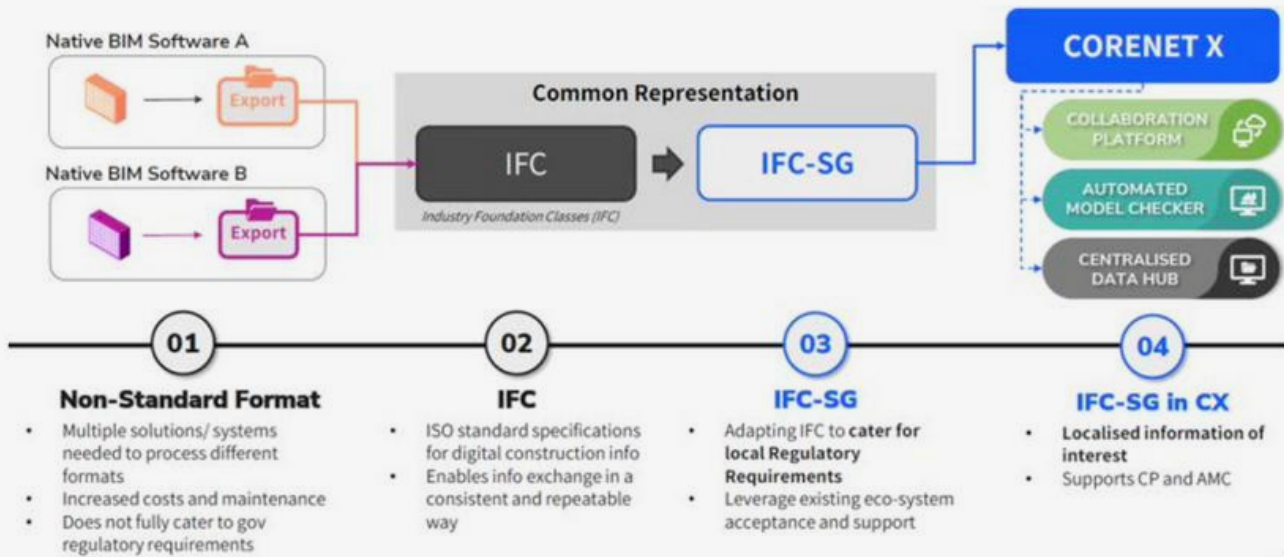 Native BIM Software A
Export
Native BIM Software B
Export
Common Representation
IFC
Industry Foundation Classes (IFC)
IFC-SG
CORENET X
COLLABORATION
PLATFORM
AUTOMATED
MODEL CHECKER
CENTRALISED
DATA HUB
01
Non-Standard Format
• Multiple solutions/ systems
needed to process different
formats
• Increased costs and maintenance
• Does not fully cater to gov
regulatory requirements
02
IFC
• ISO standard specifications
for digital construction info
• Enables info exchange in a
consistent and repeatable
way
03
IFC-SG
• Adapting IFC to cater for
local Regulatory
Requirements
• Leverage existing eco-system
acceptance and support
04
IFC-SG in CX
• Localised information of
interest
• Supports CP and AMC